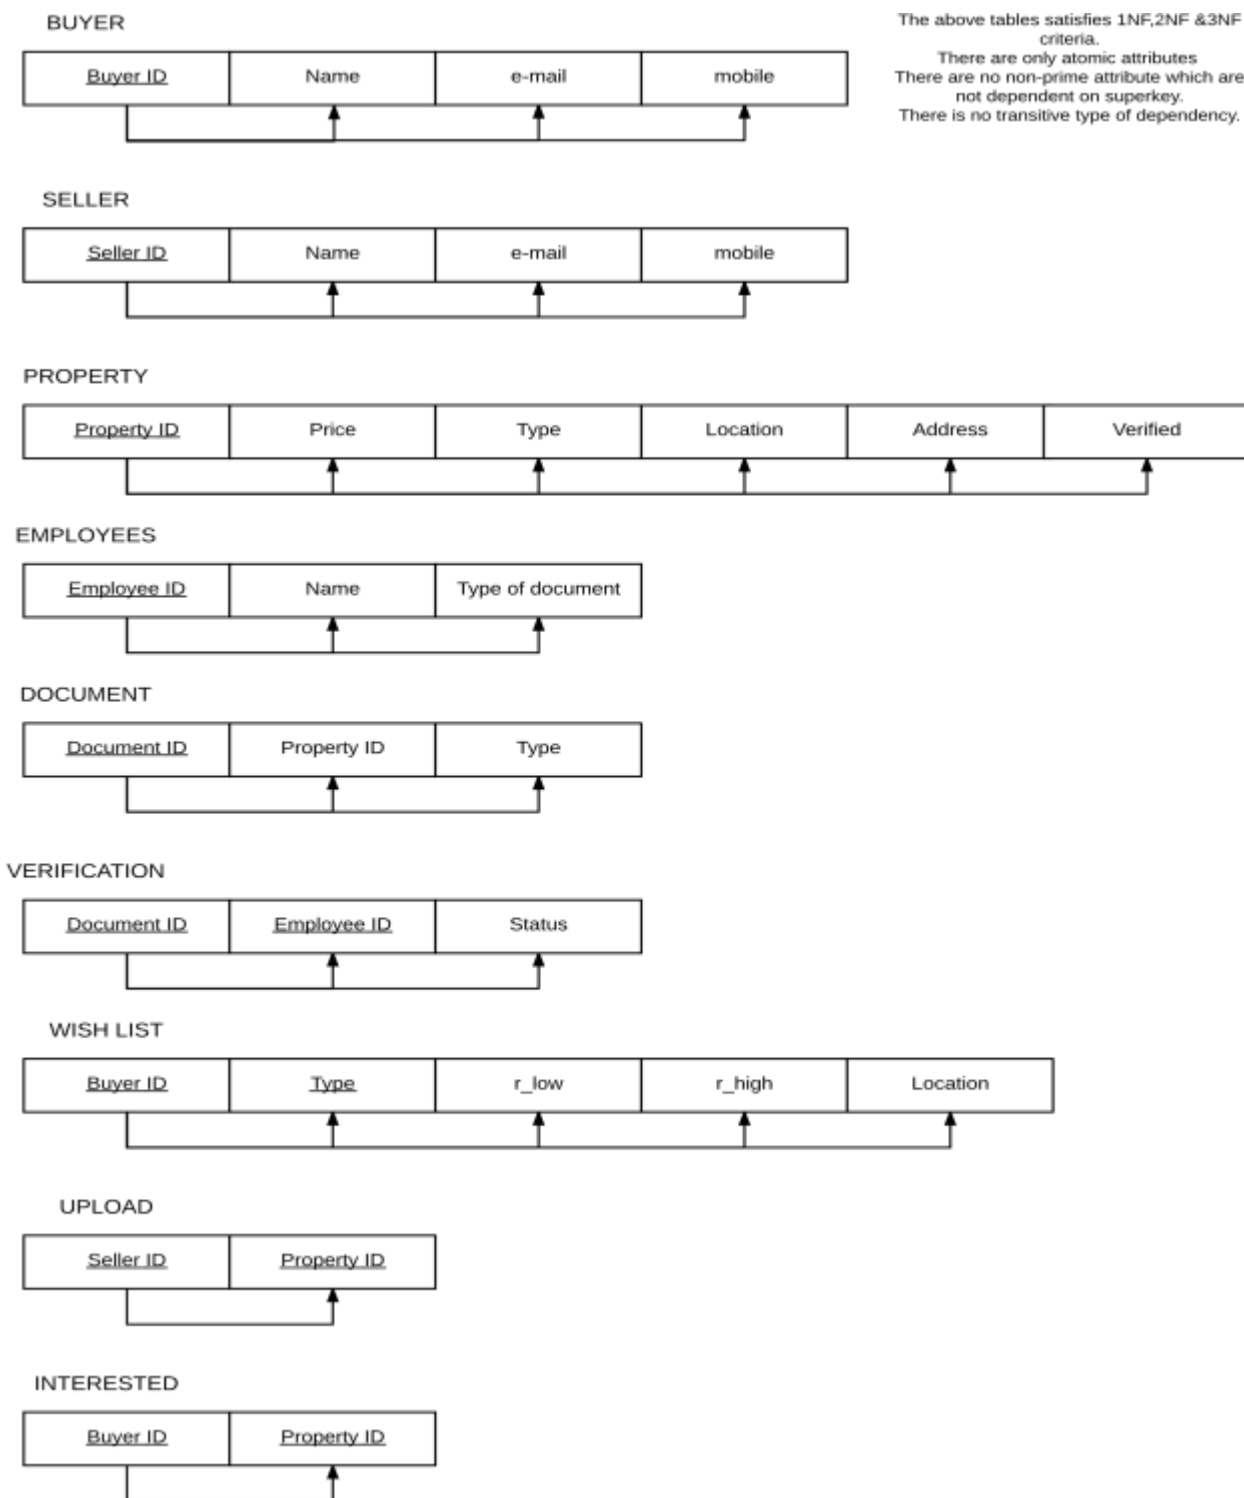 BUYER
Buyer ID Name e-mail mobile
The above tables satisfies 1NF,2NF &3NF
criteria.
There are only atomic attributes
There are no non-prime attribute which are
not dependent on superkey.
There is no transitive type of dependency.
SELLER
Seller ID Name e-mail mobile
PROPERTY
Property ID Price Type Location Address Verified
EMPLOYEES
Employee ID Name Type of document
DOCUMENT
Document ID Property ID Type
VERIFICATION
Document ID Employee ID Status
WISH LIST
Buyer ID Type r_low r_high Location
UPLOAD
Seller ID Property ID
INTERESTED
Buyer ID Property ID